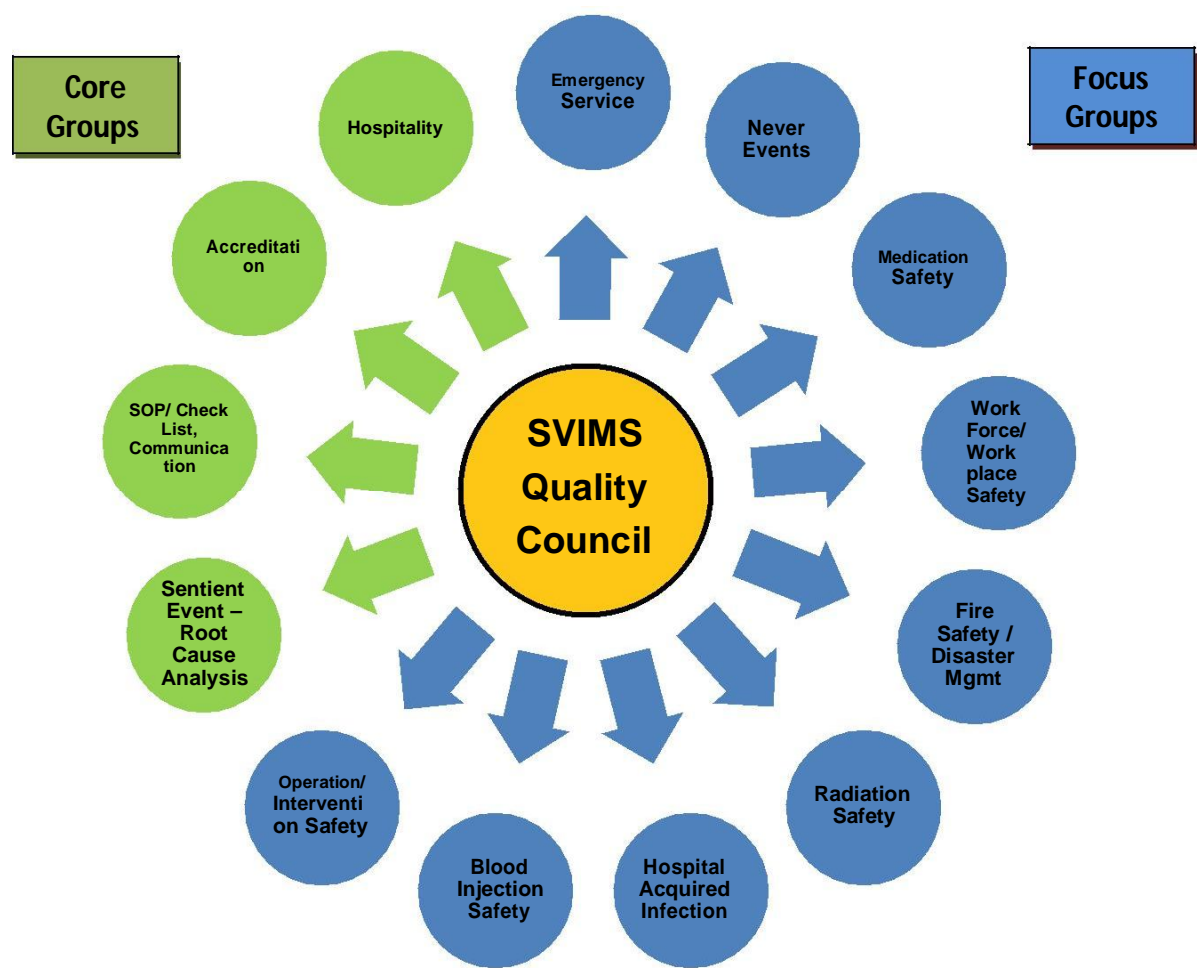 Core
Groups
Focus
Groups
Emergency
Service
Never
Events
Medication
Safety
Work
Force/
Work
place
Safety
Fire
Safety /
Disaster
Mgmt
Radiation
Safety
Hospital
Acquired
Infection
Blood
Injection
Safety
Operation/
Interventi
on Safety
Sentient
Event –
Root
Cause
Analysis
SOP/ Check
List,
Communica
tion
Accreditati
on
Hospitality
SVIMS
Quality
Council